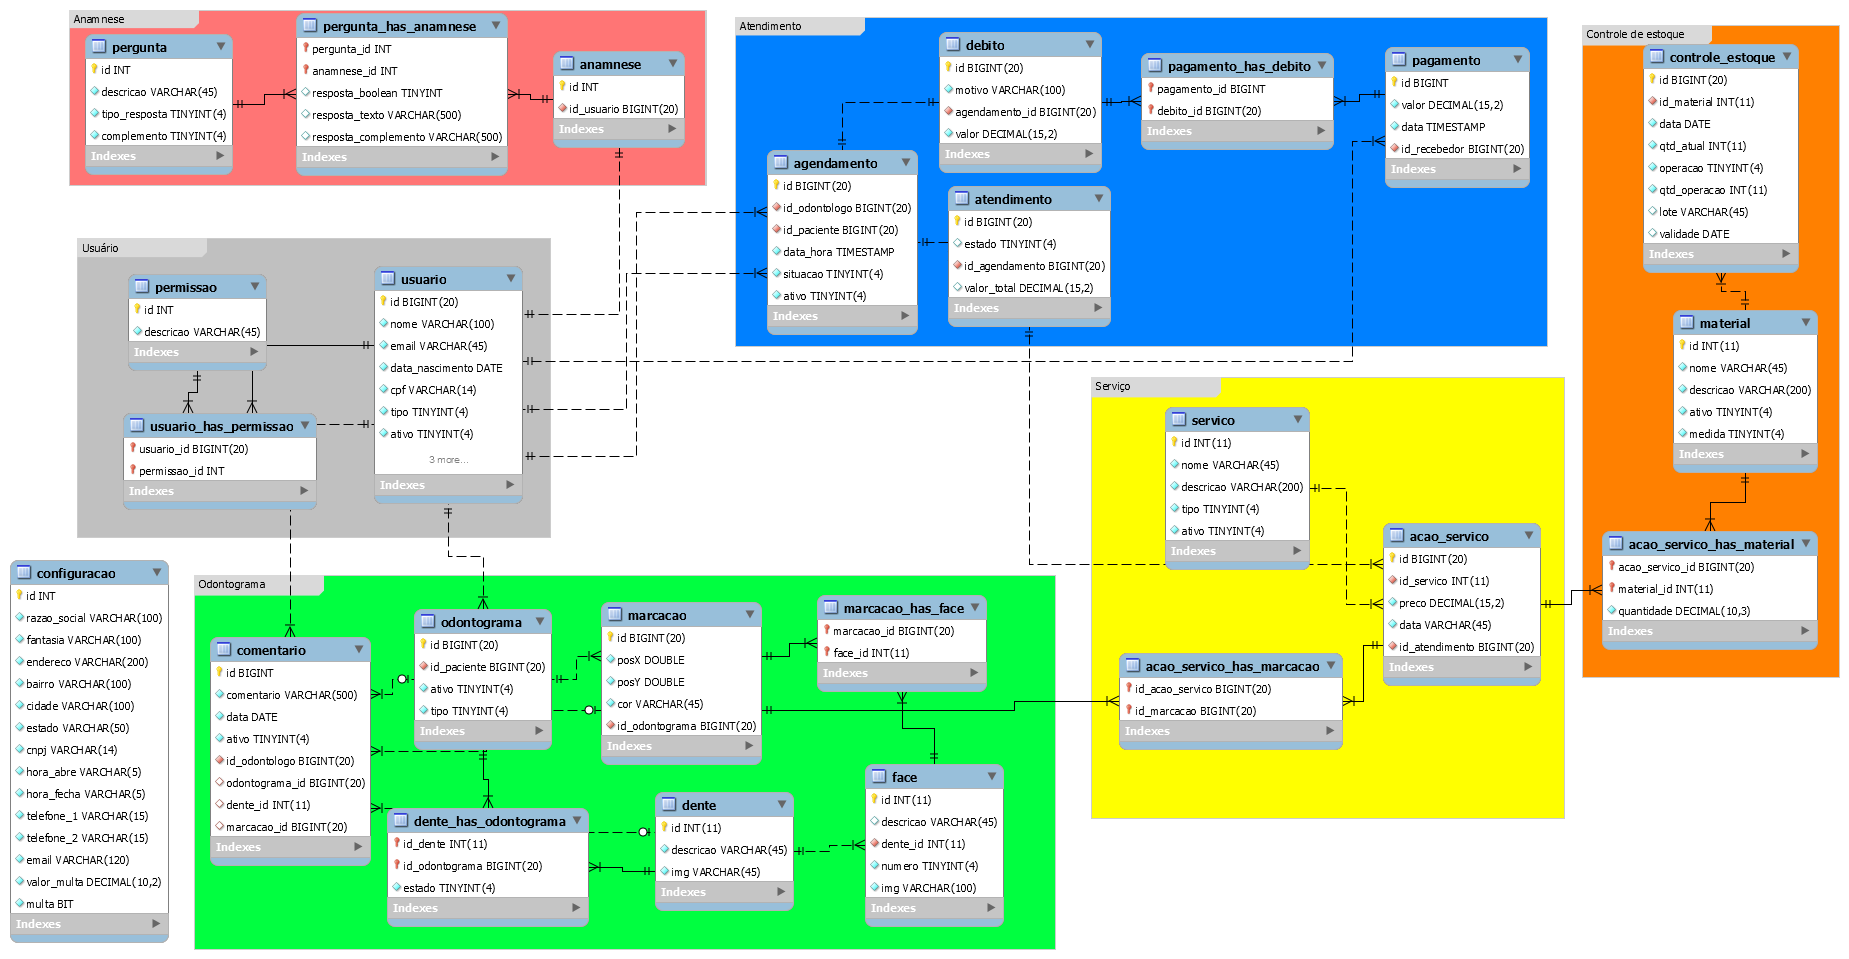 Anamnese
pergunta
id INT
descricao VARCHAR(45)
tipo_resposta TINYINT(4)
complemento TINYINT(4)
Indexes
pergunta_has_anamnese
pergunta_id INT
anamnese_id INT
resposta_boolean TINYINT
resposta_texto VARCHAR(500)
resposta_complemento VARCHAR(500)
Indexes
anamnese
id INT
id_usuario BIGINT(20)
Indexes
Atendimento
debito
id BIGINT(20)
motivo VARCHAR(100)
agendamento_id BIGINT(20)
valor DECIMAL(15,2)
Indexes
pagamento_has_debito
pagamento_id BIGINT
debito_id BIGINT(20)
Indexes
pagamento
id BIGINT
valor DECIMAL(15,2)
data TIMESTAMP
id_recebedor BIGINT(20)
Indexes
agendamento
id BIGINT(20)
id_odontologo BIGINT(20)
id_paciente BIGINT(20)
data_hora TIMESTAMP
situacao TINYINT(4)
ativo TINYINT(4)
Indexes
atendimento
id BIGINT(20)
estado TINYINT(4)
id_agendamento BIGINT(20)
valor_total DECIMAL(15,2)
Indexes
Controle de estoque
controle_estoque
id BIGINT(20)
id_material INT(11)
data DATE
qtd_atual INT(11)
operacao TINYINT(4)
qtd_operacao INT(11)
lote VARCHAR(45)
validade DATE
Indexes
material
id INT(11)
nome VARCHAR(45)
descricao VARCHAR(200)
ativo TINYINT(4)
medida TINYINT(4)
Indexes
acao_servico_has_material
acao_servico_id BIGINT(20)
material_id INT(11)
quantidade DECIMAL(10,3)
Indexes
Usuário
permissao
id INT
descricao VARCHAR(45)
Indexes
usuario_has_permissao
usuario_id BIGINT(20)
permissao_id INT
Indexes
usuario
id BIGINT(20)
nome VARCHAR(100)
email VARCHAR(45)
data_nascimento DATE
cpf VARCHAR(14)
tipo TINYINT(4)
ativo TINYINT(4)
3 more...
Indexes
Serviço
servico
id INT(11)
nome VARCHAR(45)
descricao VARCHAR(200)
tipo TINYINT(4)
ativo TINYINT(4)
Indexes
acao_servico
id BIGINT(20)
id_servico INT(11)
preco DECIMAL(15,2)
data VARCHAR(45)
id_atendimento BIGINT(20)
Indexes
acao_servico_has_marcacao
id_acao_servico BIGINT(20)
id_marcacao BIGINT(20)
Indexes
configuracao
id INT
razao_social VARCHAR(100)
fantasia VARCHAR(100)
endereco VARCHAR(200)
bairro VARCHAR(100)
cidade VARCHAR(100)
estado VARCHAR(50)
cnpj VARCHAR(14)
hora_abre VARCHAR(5)
hora_fecha VARCHAR(5)
telefone_1 VARCHAR(15)
telefone_2 VARCHAR(15)
email VARCHAR(120)
valor_multa DECIMAL(10,2)
multa BIT
Indexes
Odontograma
comentario
id BIGINT
comentario VARCHAR(500)
data DATE
ativo TINYINT(4)
id_odontologo BIGINT(20)
odontograma_id BIGINT(20)
dente_id INT(11)
marcacao_id BIGINT(20)
Indexes
odontograma
id BIGINT(20)
id_paciente BIGINT(20)
ativo TINYINT(4)
tipo TINYINT(4)
Indexes
marcacao
id BIGINT(20)
posX DOUBLE
posY DOUBLE
cor VARCHAR(45)
id_odontograma BIGINT(20)
Indexes
marcacao_has_face
marcacao_id BIGINT(20)
face_id INT(11)
Indexes
dente_has_odontograma
id_dente INT(11)
id_odontograma BIGINT(20)
estado TINYINT(4)
Indexes
dente
id INT(11)
descricao VARCHAR(45)
img VARCHAR(45)
Indexes
face
id INT(11)
descricao VARCHAR(45)
dente_id INT(11)
numero TINYINT(4)
img VARCHAR(100)
Indexes